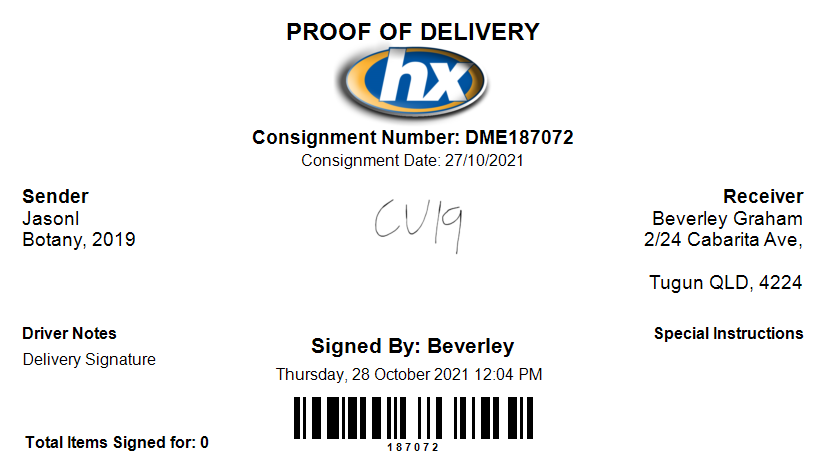 PROOF OF DELIVERY
hx
Consignment Number: DME187072
Consignment Date: 27/10/2021
Sender
JasonI
Botany, 2019
CV19
Receiver
Beverley Graham
2/24 Cabarita Ave,
Tugun QLD, 4224
Driver Notes
Delivery Signature
Signed By: Beverley
Thursday, 28 October 2021 12:04 PM
Special Instructions
187072
Total Items Signed for: 0